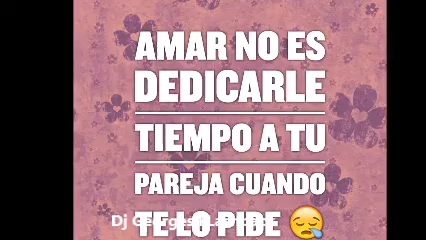 AMAR NO ES
DEDICARLE
TIEMPO A TU
PAREJA CUANDO
TE LO PIDE
Dj